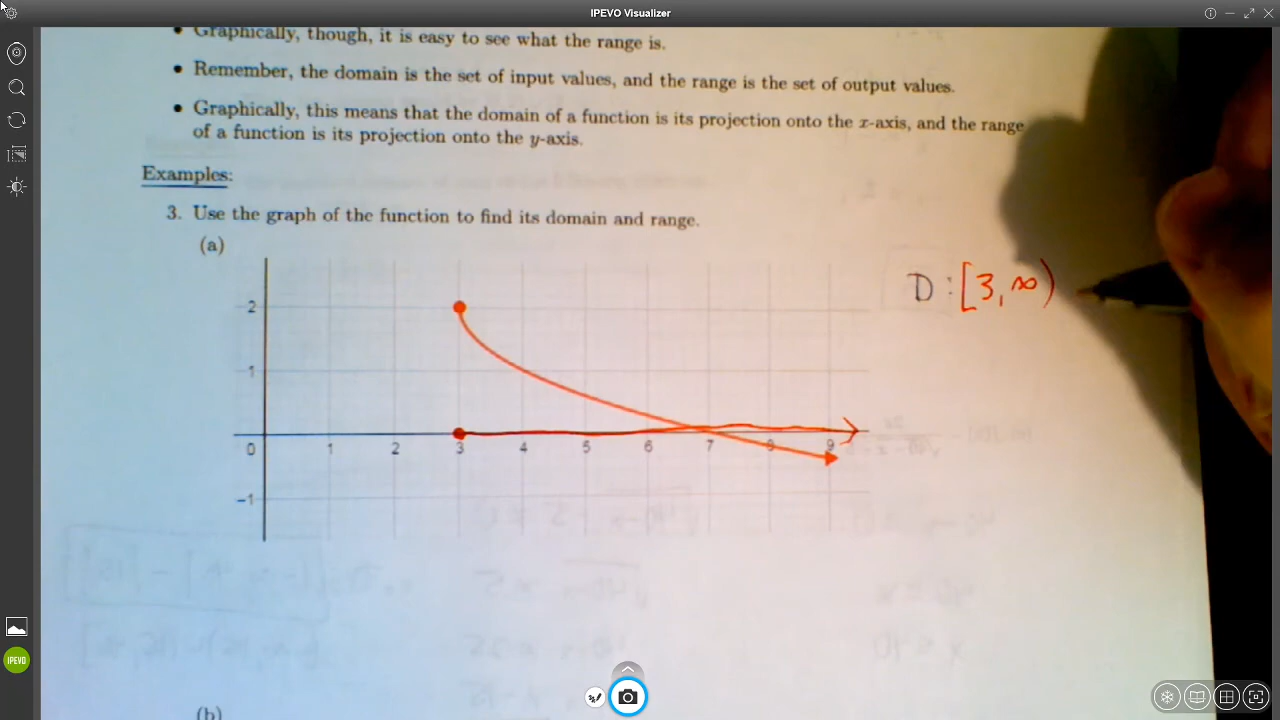 IPEVO Visualizer
• Graphically, though, it is easy to see what the range is.
• Remember, the domain is the set of input values, and the range is the set of output values.
• Graphically, this means that the domain of a function is its projection onto the x-axis, and the range
of a function is its projection onto the y-axis.
Examples:
3. Use the graph of the function to find its domain and range.
(a)
D : [3, ∞)
2
1
0 1 2 3 4 5 6 7 8 9
−1
IPEVO
(b)